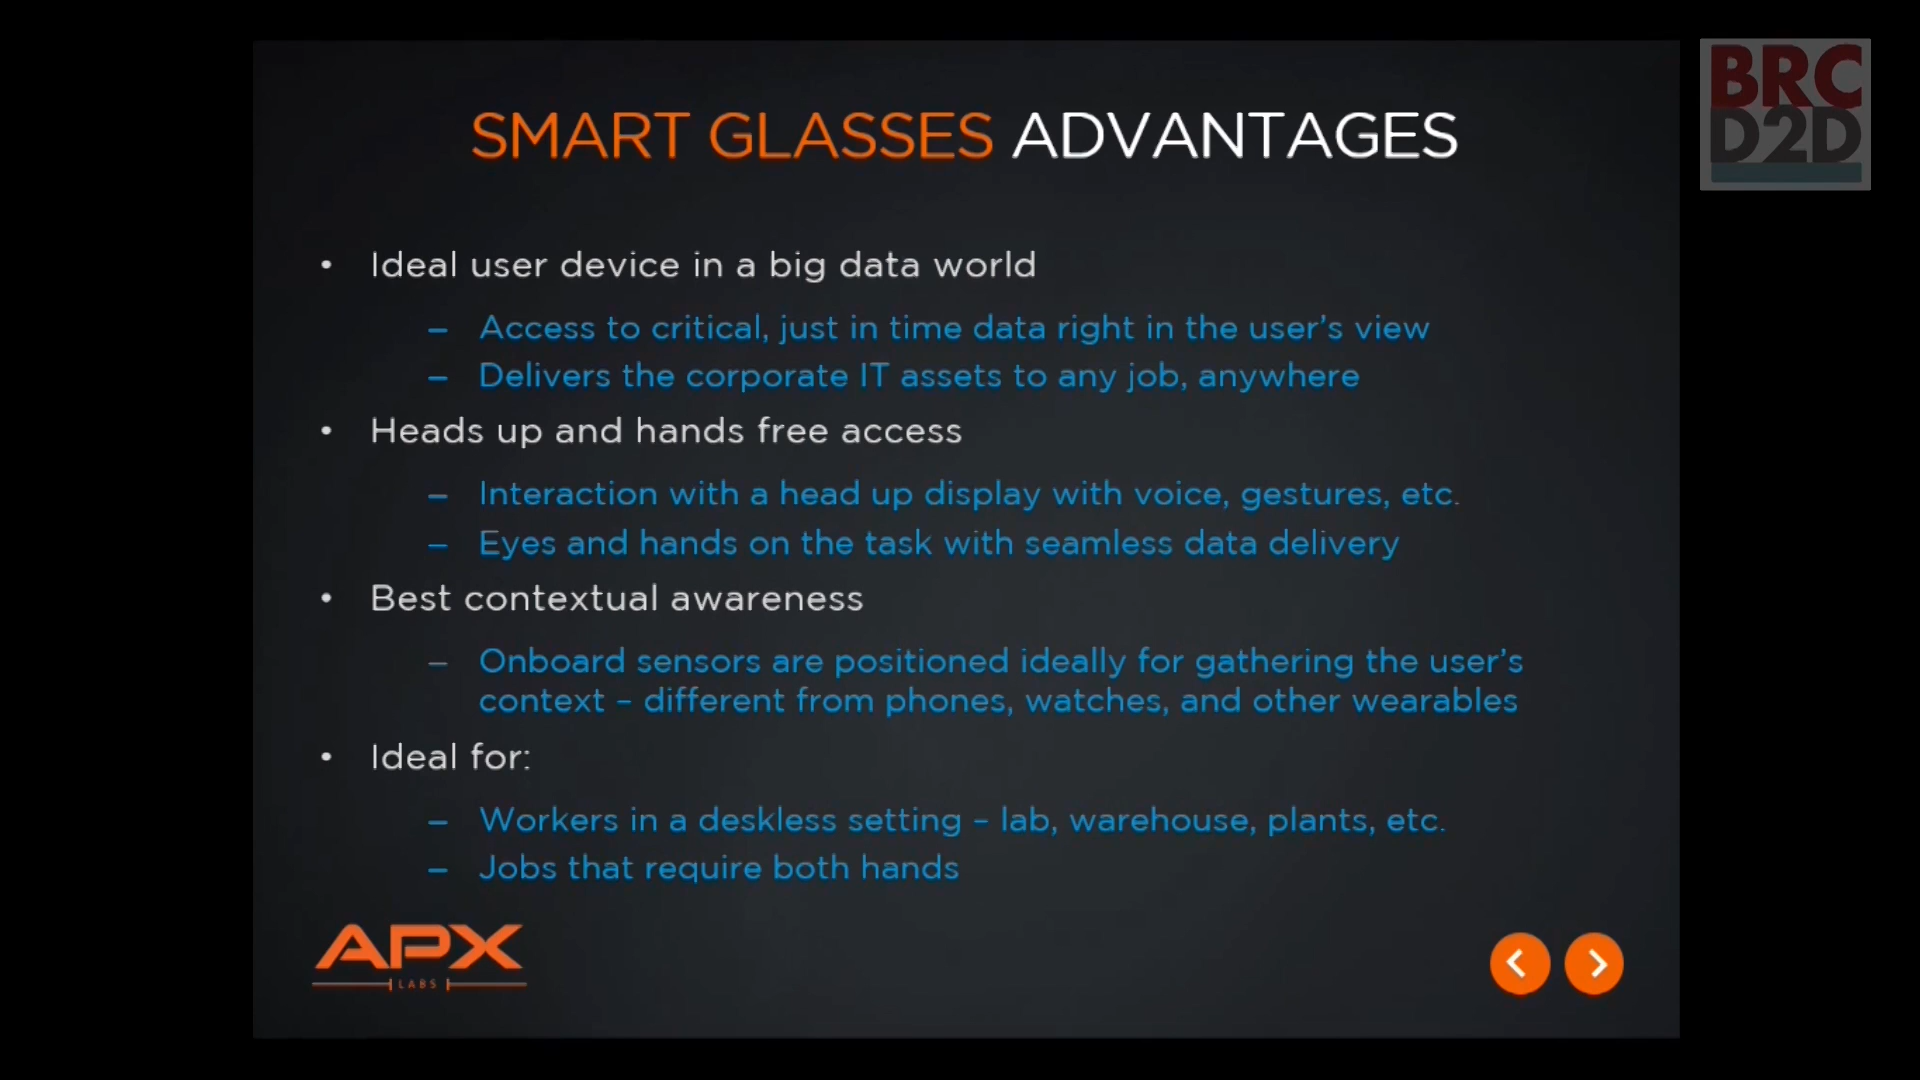 BRC
D2D
SMART GLASSES ADVANTAGES
• Ideal user device in a big data world
– Access to critical, just in time data right in the user's view
– Delivers the corporate IT assets to any job, anywhere
• Heads up and hands free access
– Interaction with a head up display with voice, gestures, etc.
– Eyes and hands on the task with seamless data delivery
• Best contextual awareness
– Onboard sensors are positioned ideally for gathering the user's
context – different from phones, watches, and other wearables
• Ideal for:
– Workers in a deskless setting – lab, warehouse, plants, etc.
– Jobs that require both hands
APX
LABS